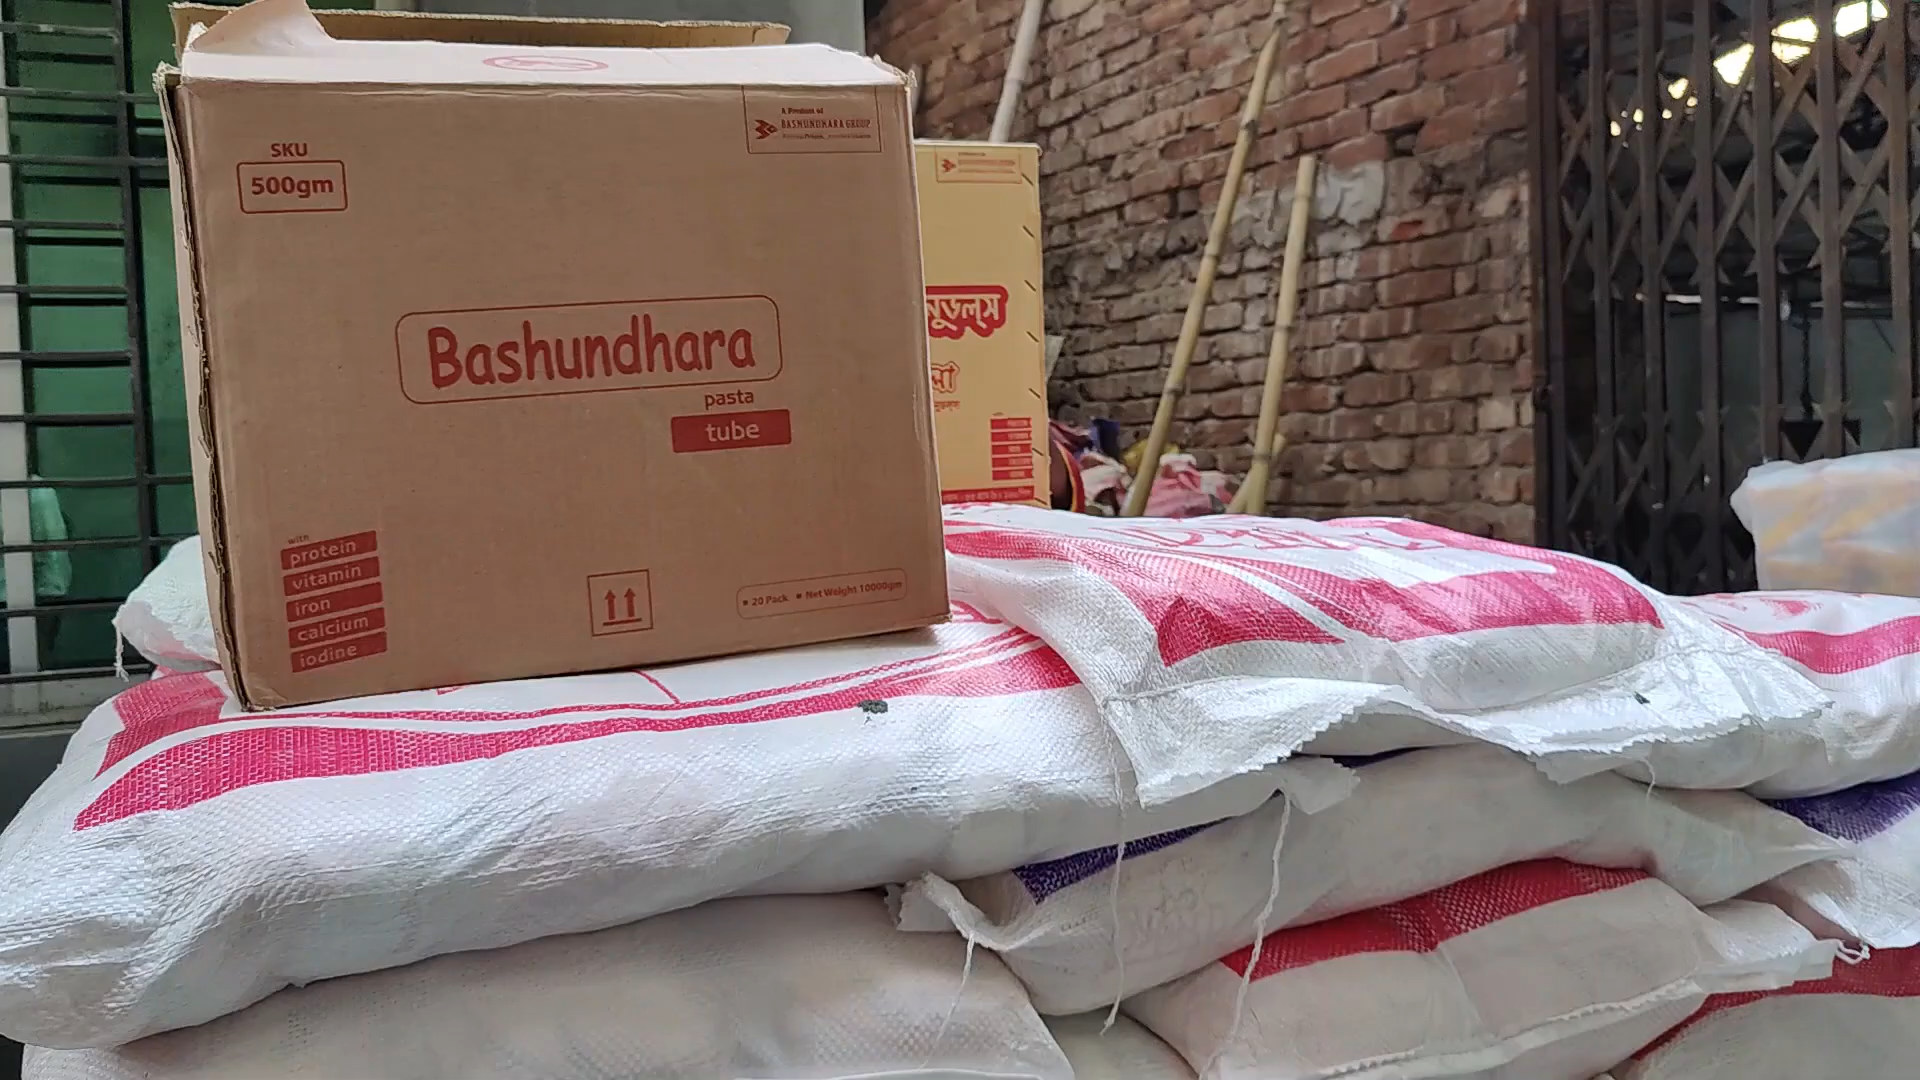 SKU
500gm
A Product of
BASHUNDHARA GROUP
Bashundhara
pasta
tube
with
protein
vitamin
iron
calcium
iodine
▪ 20 Pack ▪ Net Weight 10000gm
নুডল্‌স